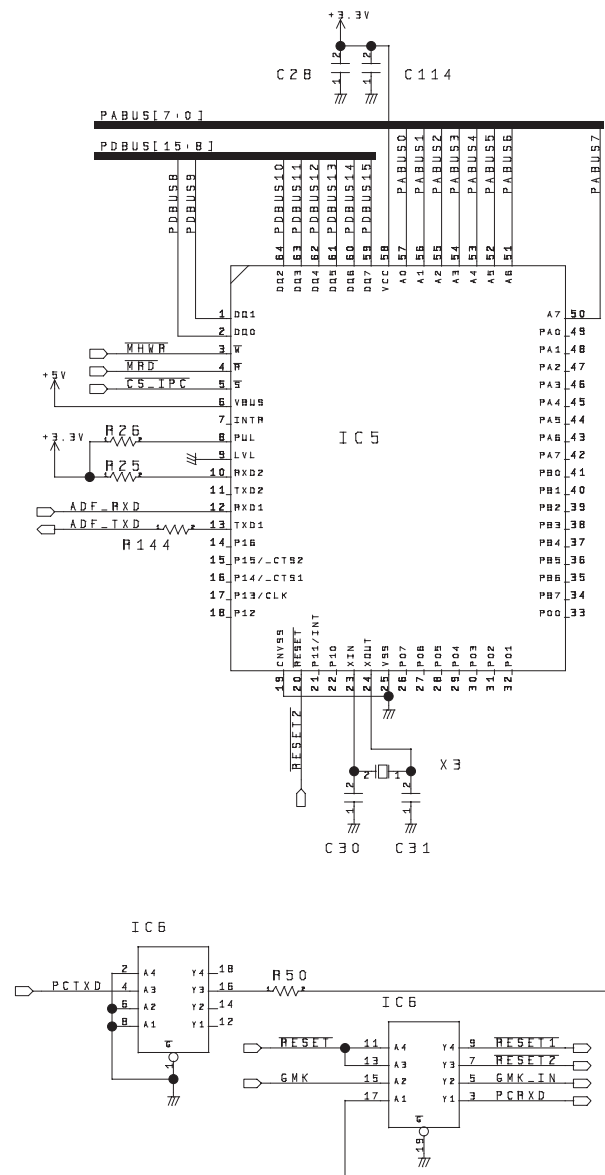 +3.3V
C28
C114
PABUS[7:0]
PDBUS[15:8]
PDBUS8
PDBUS9
PDBUS10
PDBUS11
PDBUS12
PDBUS13
PDBUS14
PDBUS15
PABUS0
PABUS1
PABUS2
PABUS3
PABUS4
PABUS5
PABUS6
PABUS7
64 63 62 61 60 59 58 57 56 55 54 53 52 51
DQ2 DQ3 DQ4 DQ5 DQ6 DQ7 VCC A0 A1 A2 A3 A4 A5 A6
1 DQ1 A7 50
2 DQ0 PA0 49
MHWR 3 W PA1 48
MRD 4 R PA2 47
CS_IPC 5 S PA3 46
+5V 6 VBUS PA4 45
7 INTR PA5 44
R26 8 PUL PA6 43
+3.3V 9 LVL PA7 42
R25 10 RXD2 PB0 41
11 TXD2 PB1 40
ADF_RXD 12 RXD1 PB2 39
ADF_TXD 13 TXD1 PB3 38
R144 14 P16 PB4 37
15 P15/_CTS2 PB5 36
16 P14/_CTS1 PB6 35
17 P13/CLK PB7 34
18 P12 P00 33
IC5
CNVSS RESET P11/INT P10 XIN XOUT VSS P07 P06 P05 P04 P03 P02 P01
19 20 21 22 23 24 25 26 27 28 29 30 31 32
RESET2
X3
2 1
2 1 C30
2 1 C31
IC6
2 A4 Y4 18
PCTXD 4 A3 Y3 16 R50
6 A2 Y2 14
8 A1 Y1 12
G
1
IC6
RESET 11 A4 Y4 9 RESET1
13 A3 Y3 7 RESET2
GMK 15 A2 Y2 5 GMK_IN
17 A1 Y1 3 PCRXD
G
19